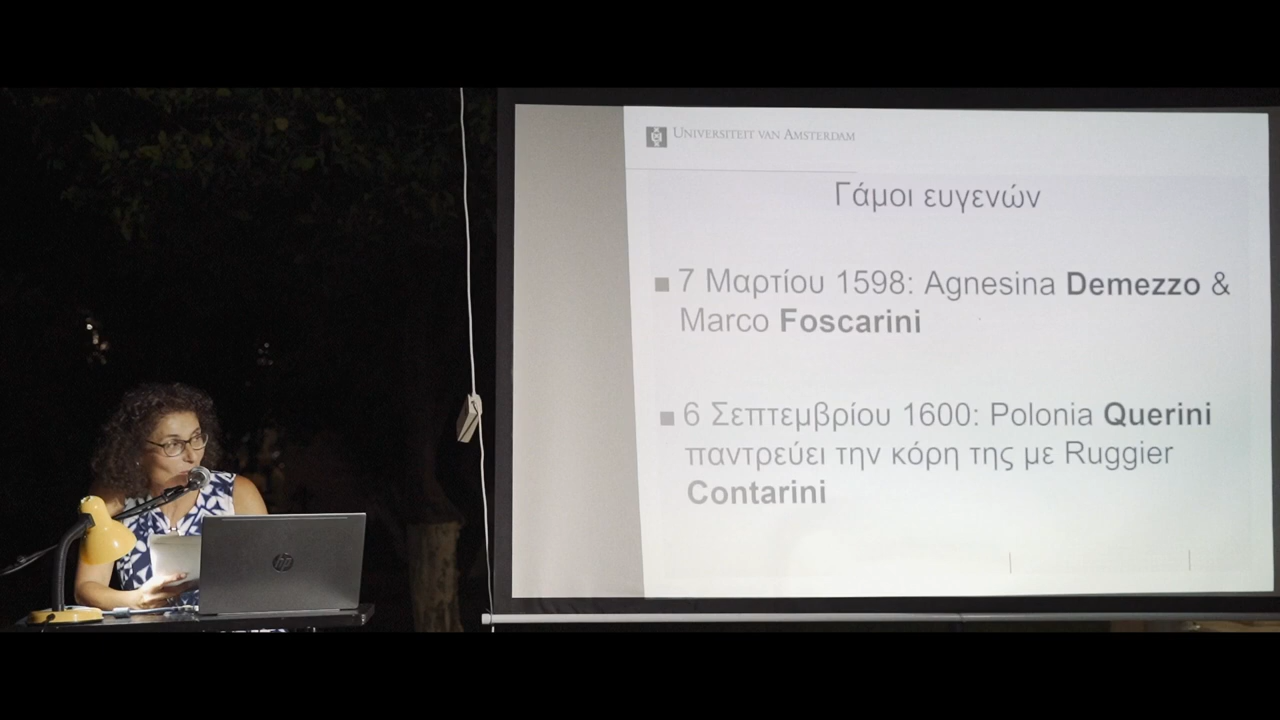 UNIVERSITEIT VAN AMSTERDAM
Γάμοι ευγενών
■ 7 Μαρτίου 1598: Agnesina Demezzo &
Marco Foscarini
■ 6 Σεπτεμβρίου 1600: Polonia Querini
παντρεύει την κόρη της με Ruggier
Contarini
hp